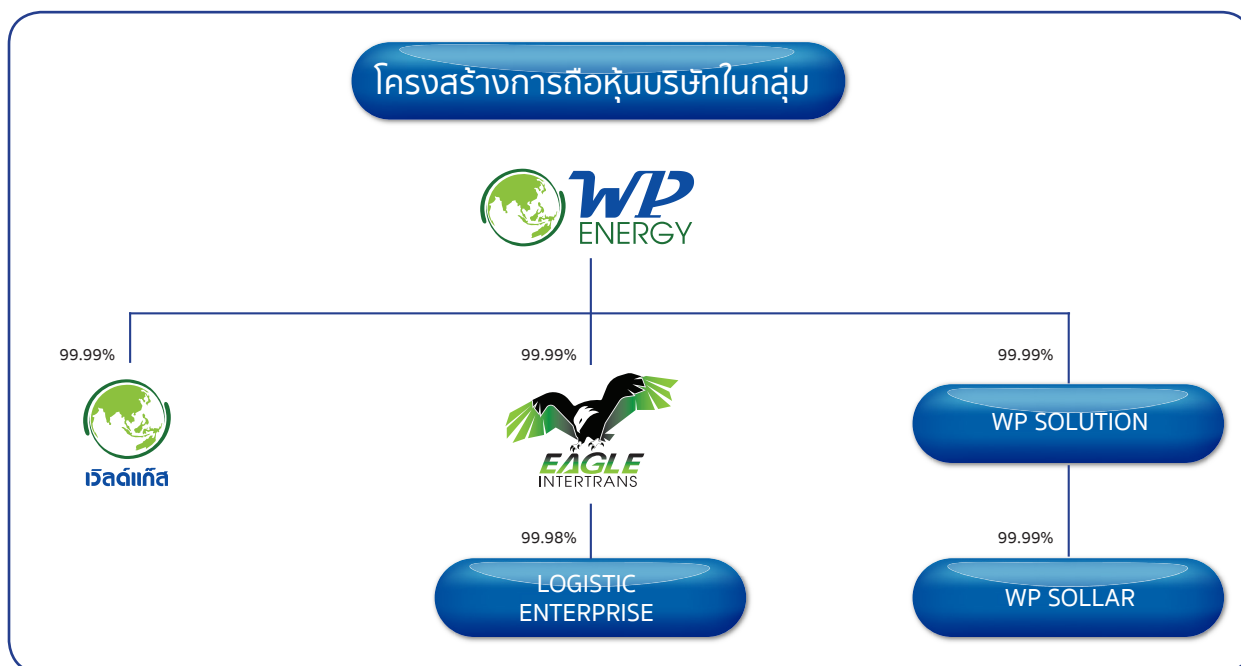 โครงสร้างการถือหุ้นบริษัทในกลุ่ม
WP
ENERGY
99.99%
99.99%
99.99%
เวิลด์แก๊ส
EAGLE
INTERTRANS
WP SOLUTION
99.98%
99.99%
LOGISTIC
ENTERPRISE
WP SOLLAR